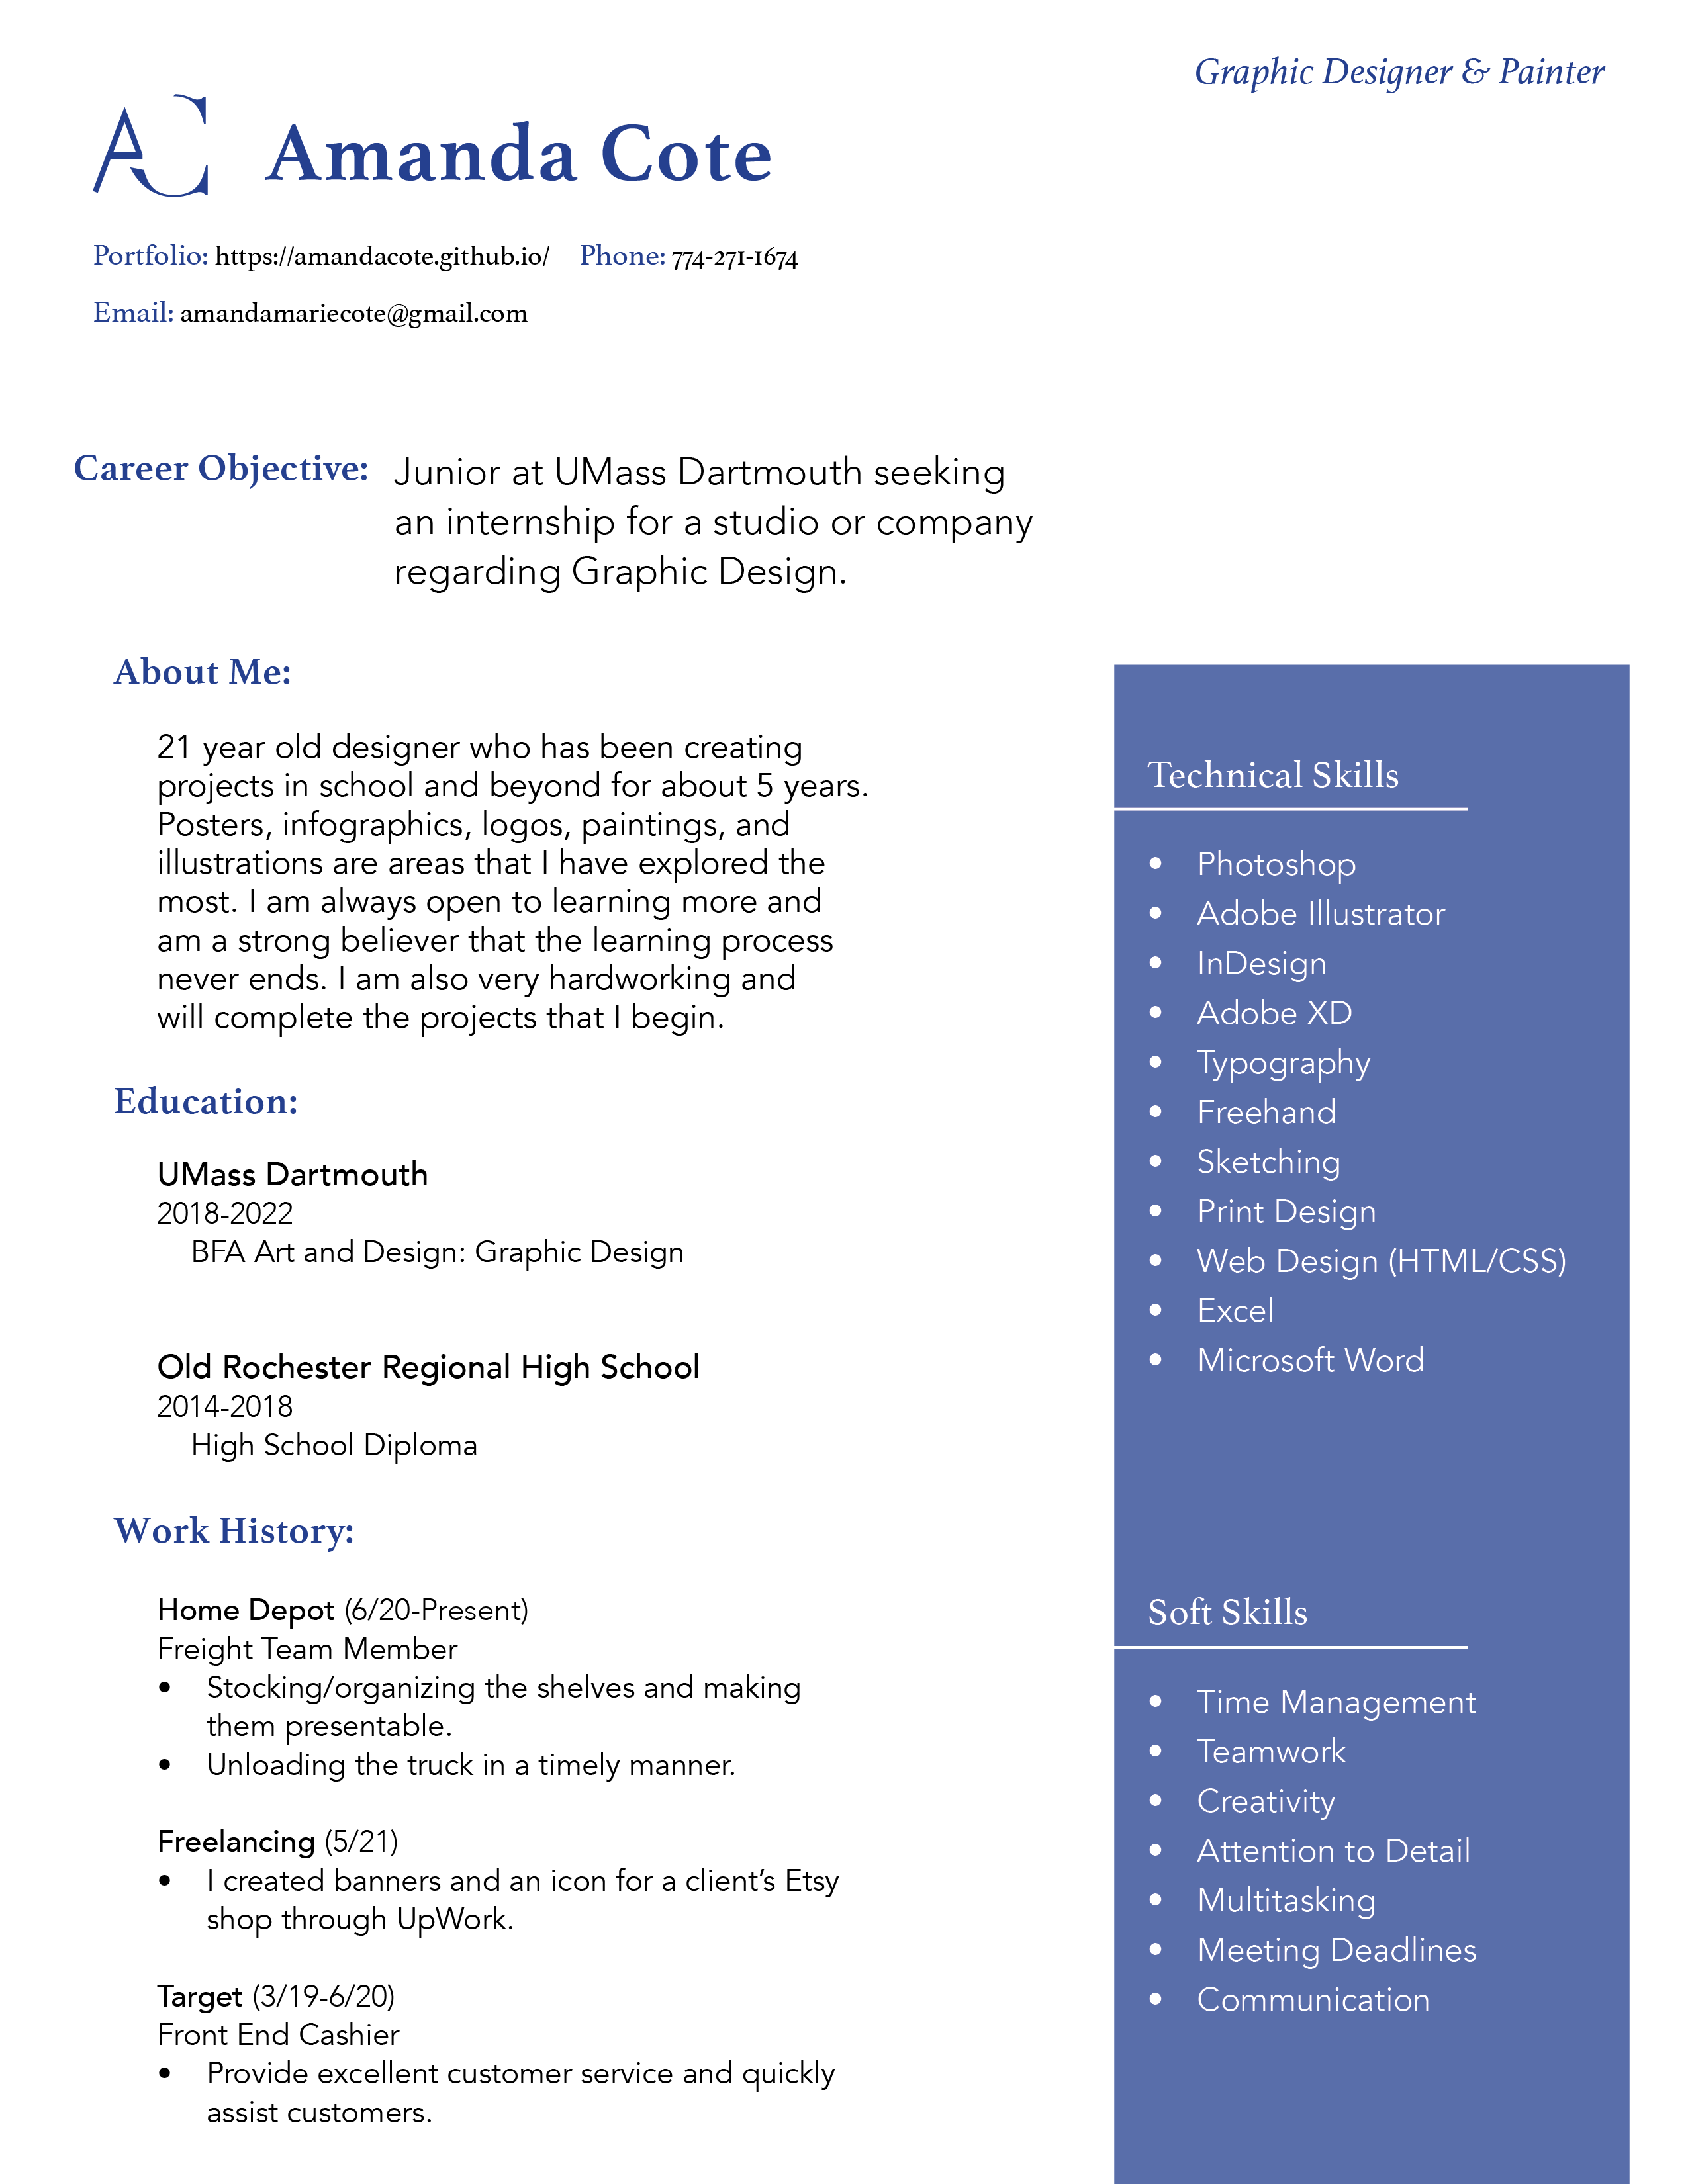 Graphic Designer & Painter
AC
Amanda Cote
Portfolio: https://amandacote.github.io/ Phone: 774-271-1674
Email: amandamariecote@gmail.com
Career Objective:
Junior at UMass Dartmouth seeking
an internship for a studio or company
regarding Graphic Design.
About Me:
21 year old designer who has been creating
projects in school and beyond for about 5 years.
Posters, infographics, logos, paintings, and
illustrations are areas that I have explored the
most. I am always open to learning more and
am a strong believer that the learning process
never ends. I am also very hardworking and
will complete the projects that I begin.
Education:
UMass Dartmouth
2018-2022
BFA Art and Design: Graphic Design
Old Rochester Regional High School
2014-2018
High School Diploma
Work History:
Home Depot (6/20-Present)
Freight Team Member
• Stocking/organizing the shelves and making
them presentable.
• Unloading the truck in a timely manner.
Freelancing (5/21)
• I created banners and an icon for a client’s Etsy
shop through UpWork.
Target (3/19-6/20)
Front End Cashier
• Provide excellent customer service and quickly
assist customers.
Technical Skills
• Photoshop
• Adobe Illustrator
• InDesign
• Adobe XD
• Typography
• Freehand
• Sketching
• Print Design
• Web Design (HTML/CSS)
• Excel
• Microsoft Word
Soft Skills
• Time Management
• Teamwork
• Creativity
• Attention to Detail
• Multitasking
• Meeting Deadlines
• Communication